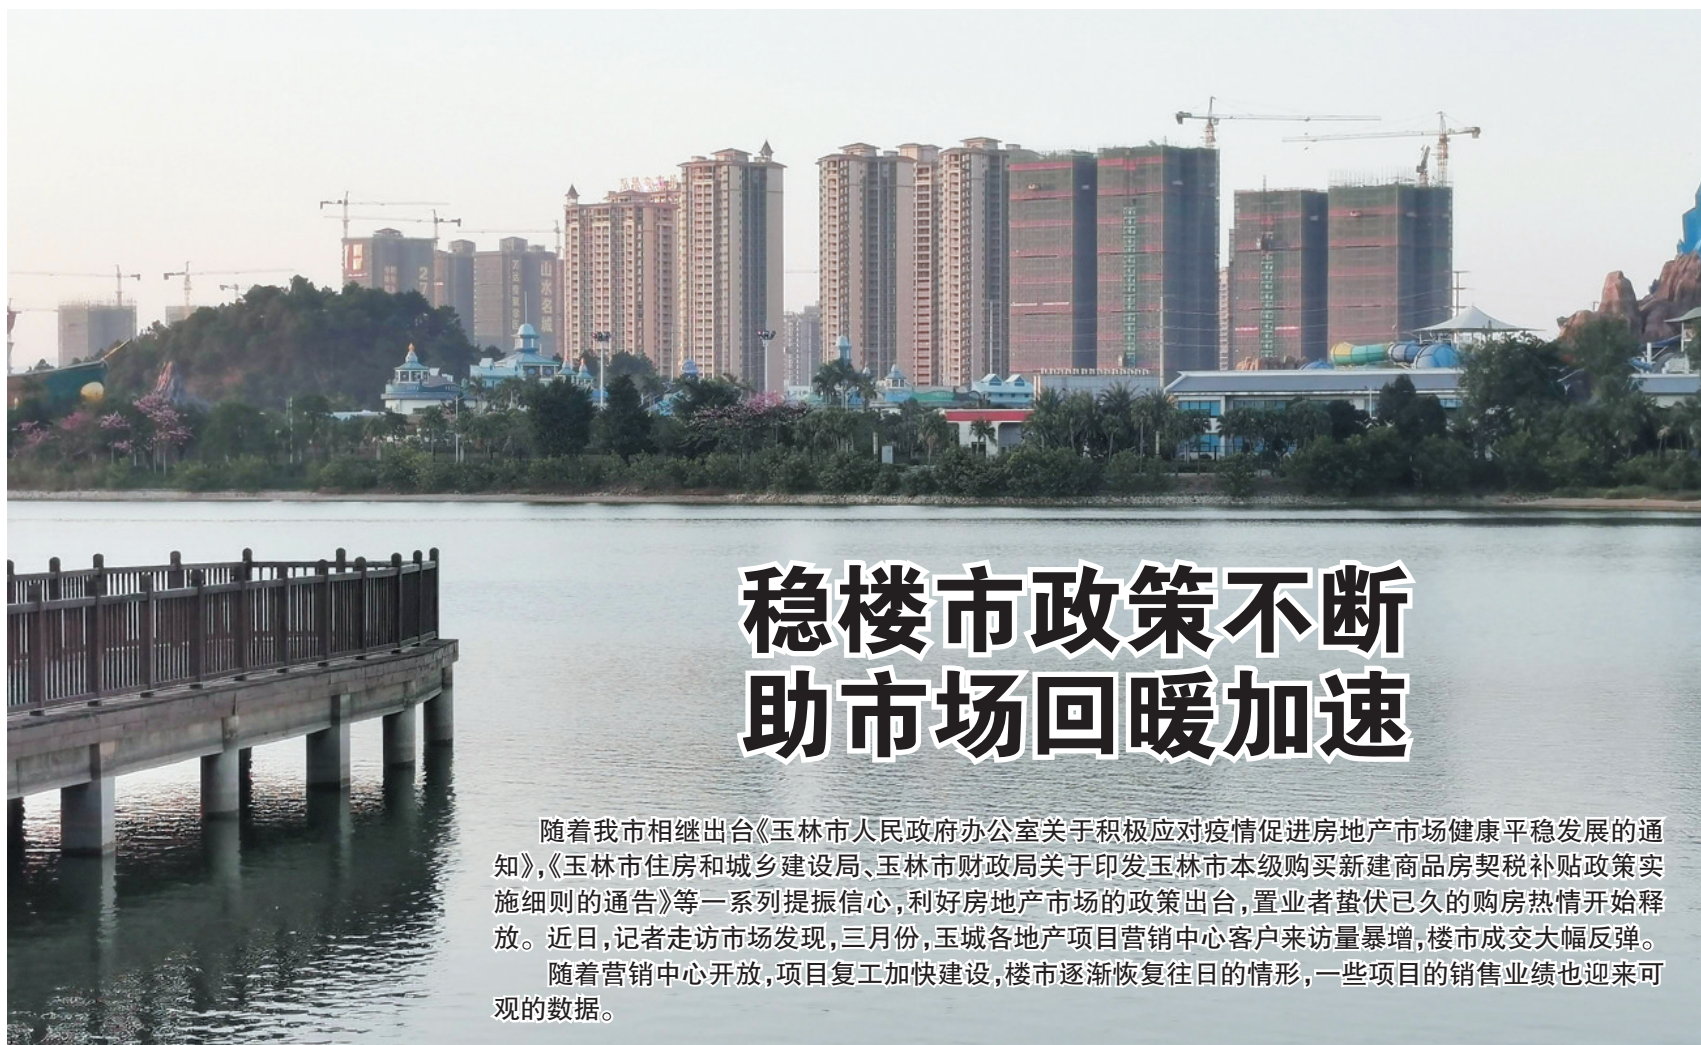 山水名城
稳楼市政策不断
助市场回暖加速
随着我市相继出台《玉林市人民政府办公室关于积极应对疫情促进房地产市场健康平稳发展的通
知》,《玉林市住房和城乡建设局、玉林市财政局关于印发玉林市本级购买新建商品房契税补贴政策实
施细则的通告》等一系列提振信心,利好房地产市场的政策出台,置业者蛰伏已久的购房热情开始释
放。近日,记者走访市场发现,三月份,玉城各地产项目营销中心客户来访量暴增,楼市成交大幅反弹。
随着营销中心开放,项目复工加快建设,楼市逐渐恢复往日的情形,一些项目的销售业绩也迎来可
观的数据。